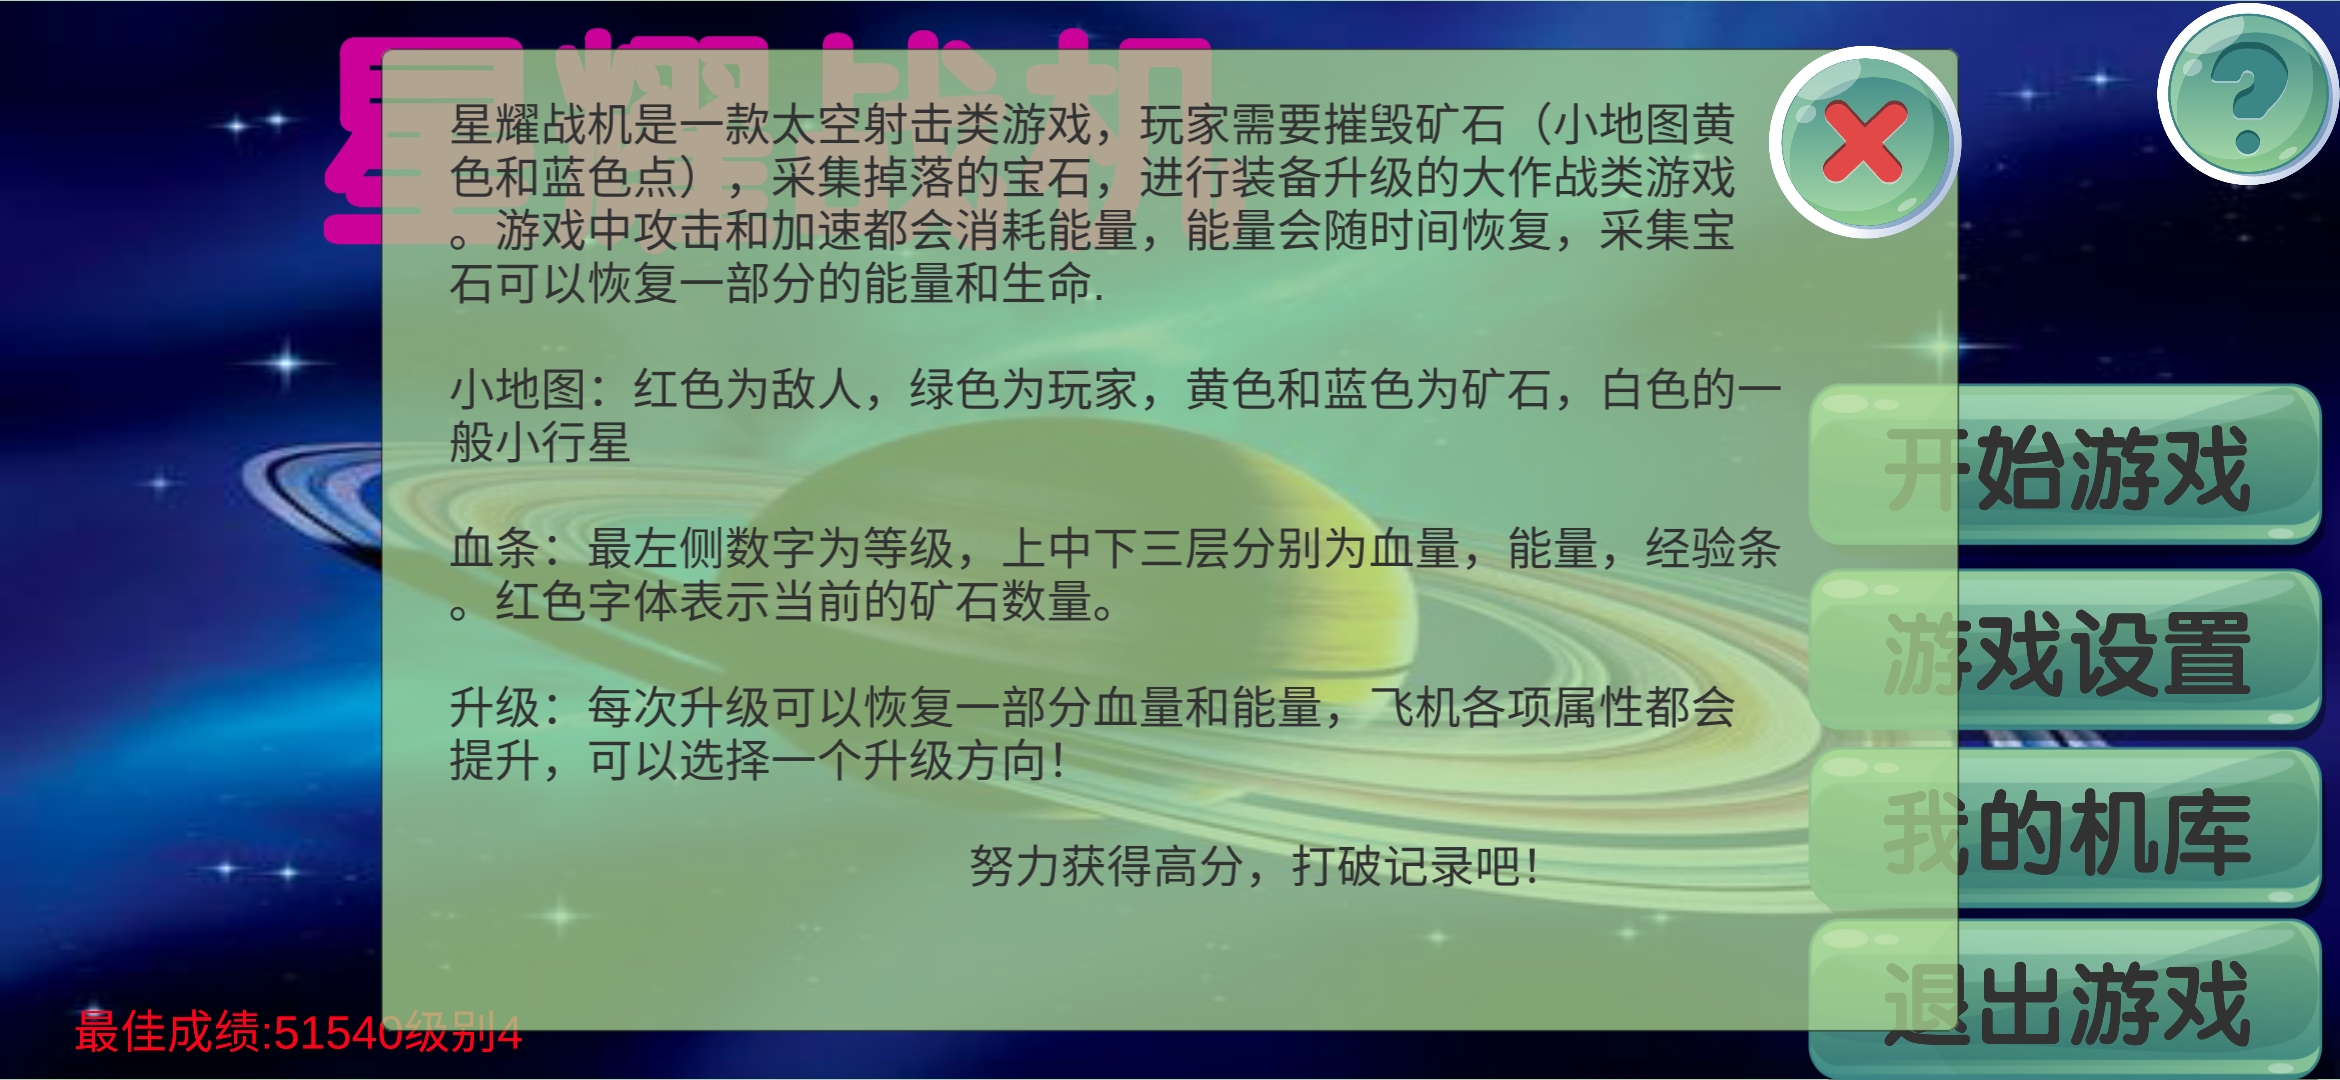 星耀战机
星耀战机是一款太空射击类游戏，玩家需要摧毁矿石（小地图黄
色和蓝色点），采集掉落的宝石，进行装备升级的大作战类游戏
。游戏中攻击和加速都会消耗能量，能量会随时间恢复，采集宝
石可以恢复一部分的能量和生命.
小地图：红色为敌人，绿色为玩家，黄色和蓝色为矿石，白色的一
般小行星
血条：最左侧数字为等级，上中下三层分别为血量，能量，经验条
。红色字体表示当前的矿石数量。
升级：每次升级可以恢复一部分血量和能量，飞机各项属性都会
提升，可以选择一个升级方向！
努力获得高分，打破记录吧！
?
开始游戏
游戏设置
我的机库
退出游戏
最佳成绩:51540级别4